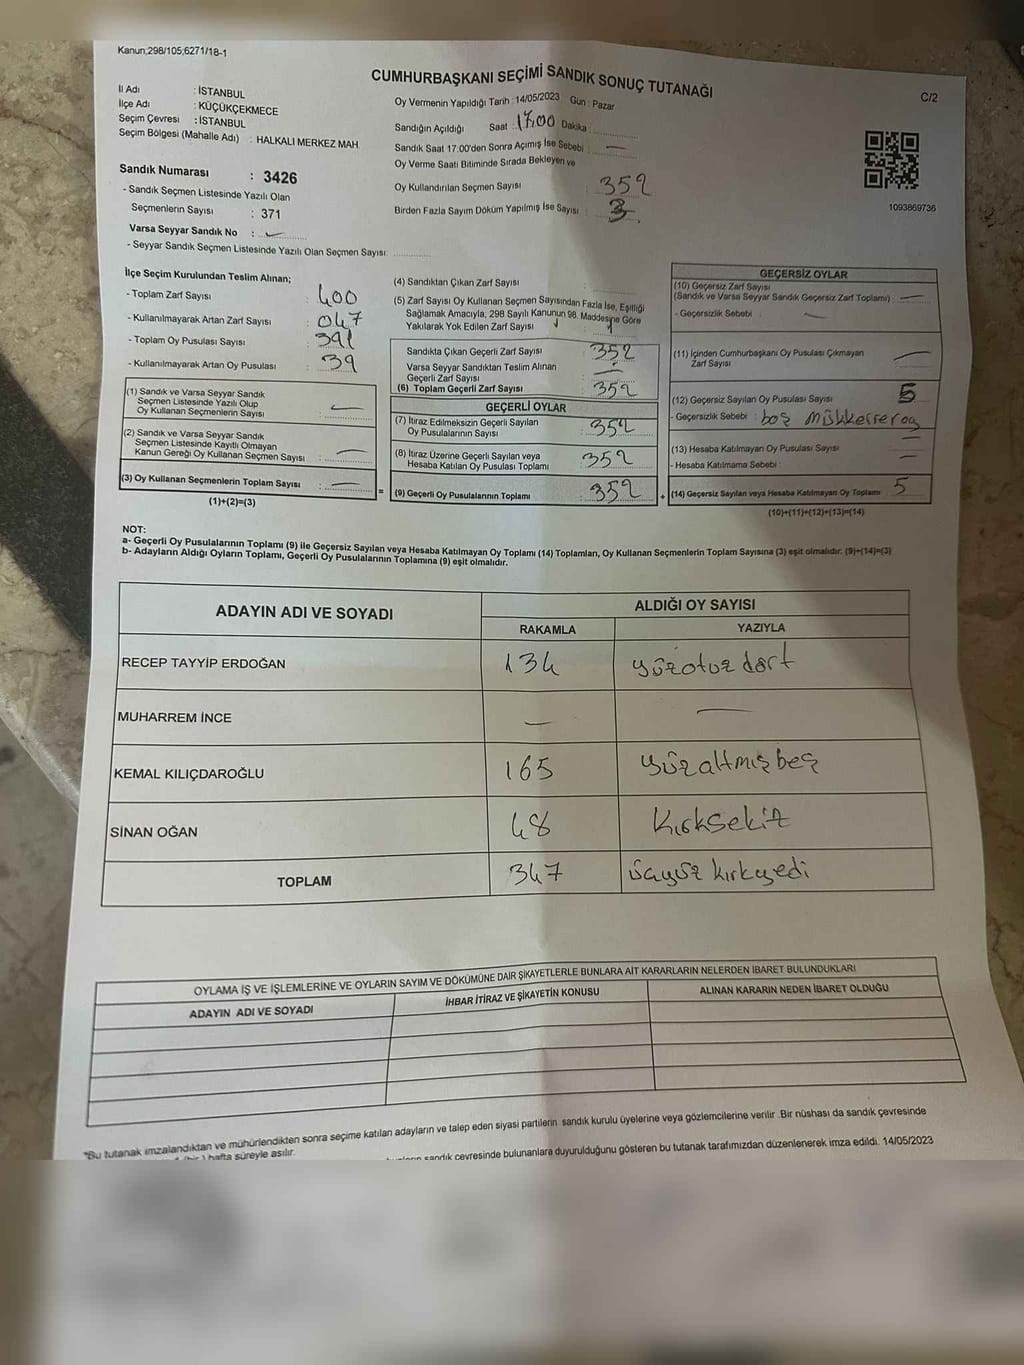 Kanun;298/105,6271/18-1
CUMHURBAŞKANI SEÇİMİ SANDIK SONUÇ TUTANAĞI
C/2
İl Adı : İSTANBUL
İlçe Adı : KÜÇÜKÇEKMECE
Seçim Çevresi : İSTANBUL
Seçim Bölgesi (Mahalle Adı) : HALKALI MERKEZ MAH.
Sandık Numarası : 3426
- Sandık Seçmen Listesinde Yazılı Olan
Seçmenlerin Sayısı : 371
Varsa Seyyar Sandık No :
- Seyyar Sandık Seçmen Listesinde Yazılı Olan Seçmen Sayısı:
Oy Vermenin Yapıldığı Tarih : 14/05/2023 Gün : Pazar
Sandığın Açıldığı Saat : 17:00 Dakika :
Sandık Saat 17:00'den Sonra Açımış İse Sebebi : —
Oy Verme Saati Bitiminde Sırada Bekleyen ve
Oy Kullandırılan Seçmen Sayısı : 352
Birden Fazla Sayım Döküm Yapılmış İse Sayısı : 3
1093869736
İlçe Seçim Kurulundan Teslim Alınan;
- Toplam Zarf Sayısı : 400
- Kullanılmayarak Artan Zarf Sayısı : 047
- Toplam Oy Pusulası Sayısı : 391
- Kullanılmayarak Artan Oy Pusulası : 39
(1) Sandık ve Varsa Seyyar Sandık
Seçmen Listesinde Yazılı Olup
Oy Kullanan Seçmenlerin Sayısı : —
(2) Sandık ve Varsa Seyyar Sandık
Seçmen Listesinde Kayıtlı Olmayan
Kanun Gereği Oy Kullanan Seçmen Sayısı : —
(3) Oy Kullanan Seçmenlerin Toplam Sayısı : —
(1)+(2)=(3)
(4) Sandıktan Çıkan Zarf Sayısı :
(5) Zarf Sayısı Oy Kullanan Seçmen Sayısından Fazla İse, Eşitliği
Sağlamak Amacıyla, 298 Sayılı Kanunun 98. Maddesine Göre
Yakılarak Yok Edilen Zarf Sayısı :
Sandıkta Çıkan Geçerli Zarf Sayısı : 352
Varsa Seyyar Sandıktan Teslim Alınan
Geçerli Zarf Sayısı : —
(6) Toplam Geçerli Zarf Sayısı : 352
GEÇERLİ OYLAR
(7) İtiraz Edilmeksizin Geçerli Sayılan
Oy Pusulalarının Sayısı : 352
(8) İtiraz Üzerine Geçerli Sayılan veya
Hesaba Katılan Oy Pusulası Toplamı : 352
(9) Geçerli Oy Pusulalarının Toplamı : 352
GEÇERSİZ OYLAR
(10) Geçersiz Zarf Sayısı
(Sandık ve Varsa Seyyar Sandık Geçersiz Zarf Toplamı) : —
- Geçersizlik Sebebi : —
(11) İçinden Cumhurbaşkanı Oy Pusulası Çıkmayan
Zarf Sayısı : —
(12) Geçersiz Sayılan Oy Pusulası Sayısı : 5
- Geçersizlik Sebebi : boş mükkerrer oy
(13) Hesaba Katılmayan Oy Pusulası Sayısı : —
- Hesaba Katılmama Sebebi : —
(14) Geçersiz Sayılan veya Hesaba Katılmayan Oy Toplamı : 5
(10)+(11)+(12)+(13)=(14)
NOT:
a- Geçerli Oy Pusulalarının Toplamı (9) ile Geçersiz Sayılan veya Hesaba Katılmayan Oy Toplamı (14) Toplamları, Oy Kullanan Seçmenlerin Toplam Sayısına (3) eşit olmalıdır. (9)+(14)=(3)
b- Adayların Aldığı Oyların Toplamı, Geçerli Oy Pusulalarının Toplamına (9) eşit olmalıdır.
ADAYIN ADI VE SOYADI ALDIĞI OY SAYISI
RAKAMLA YAZIYLA
RECEP TAYYİP ERDOĞAN 134 yüzotuz dört
MUHARREM İNCE — —
KEMAL KILIÇDAROĞLU 165 yüzaltmış beş
SİNAN OĞAN 48 Kırksekiz
TOPLAM 347 üçyüz kırkyedi
OYLAMA İŞ VE İŞLEMLERİNE VE OYLARIN SAYIM VE DÖKÜMÜNE DAİR ŞİKAYETLERLE BUNLARA AİT KARARLARIN NELERDEN İBARET BULUNDUKLARI
ADAYIN ADI VE SOYADI İHBAR İTİRAZ VE ŞİKAYETİN KONUSU ALINAN KARARIN NEDEN İBARET OLDUĞU
*Bu tutanak imzalandıktan ve mühürlendikten sonra seçime katılan adayların ve talep eden siyasi partilerin sandık kurulu üyelerine veya gözlemcilerine verilir .Bir nüshası da sandık çevresinde
hafta süreyle asılır.
sandık çevresinde bulunanlara duyurulduğunu gösteren bu tutanak tarafımızdan düzenlenerek imza edildi. 14/05/2023